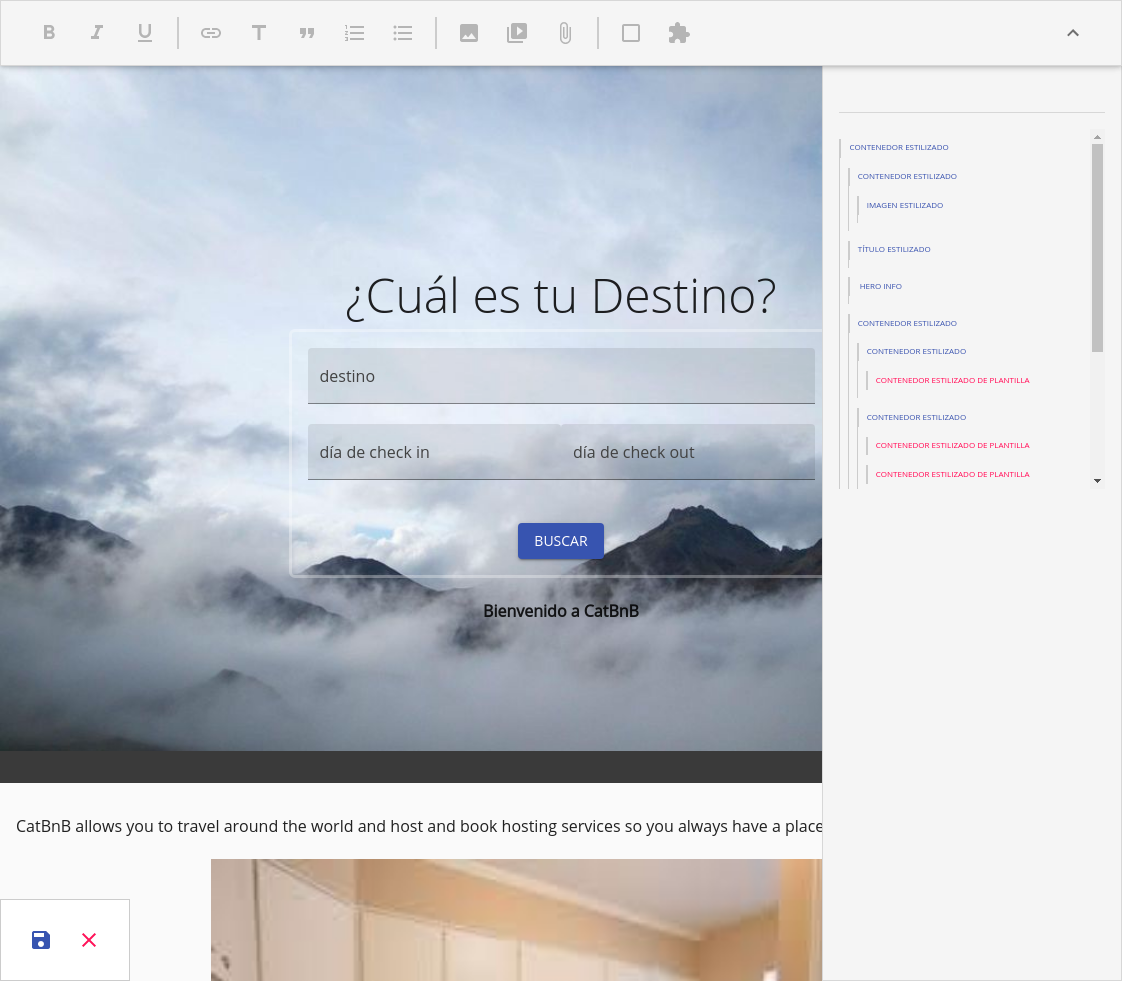 ¿Cuál es tu Destino?
destino
día de check in
día de check out
BUSCAR
Bienvenido a CatBnB
CatBnB allows you to travel around the world and host and book hosting services so you always have a place
CONTENEDOR ESTILIZADO
CONTENEDOR ESTILIZADO
IMAGEN ESTILIZADO
TÍTULO ESTILIZADO
HERO INFO
CONTENEDOR ESTILIZADO
CONTENEDOR ESTILIZADO
CONTENEDOR ESTILIZADO DE PLANTILLA
CONTENEDOR ESTILIZADO
CONTENEDOR ESTILIZADO DE PLANTILLA
CONTENEDOR ESTILIZADO DE PLANTILLA